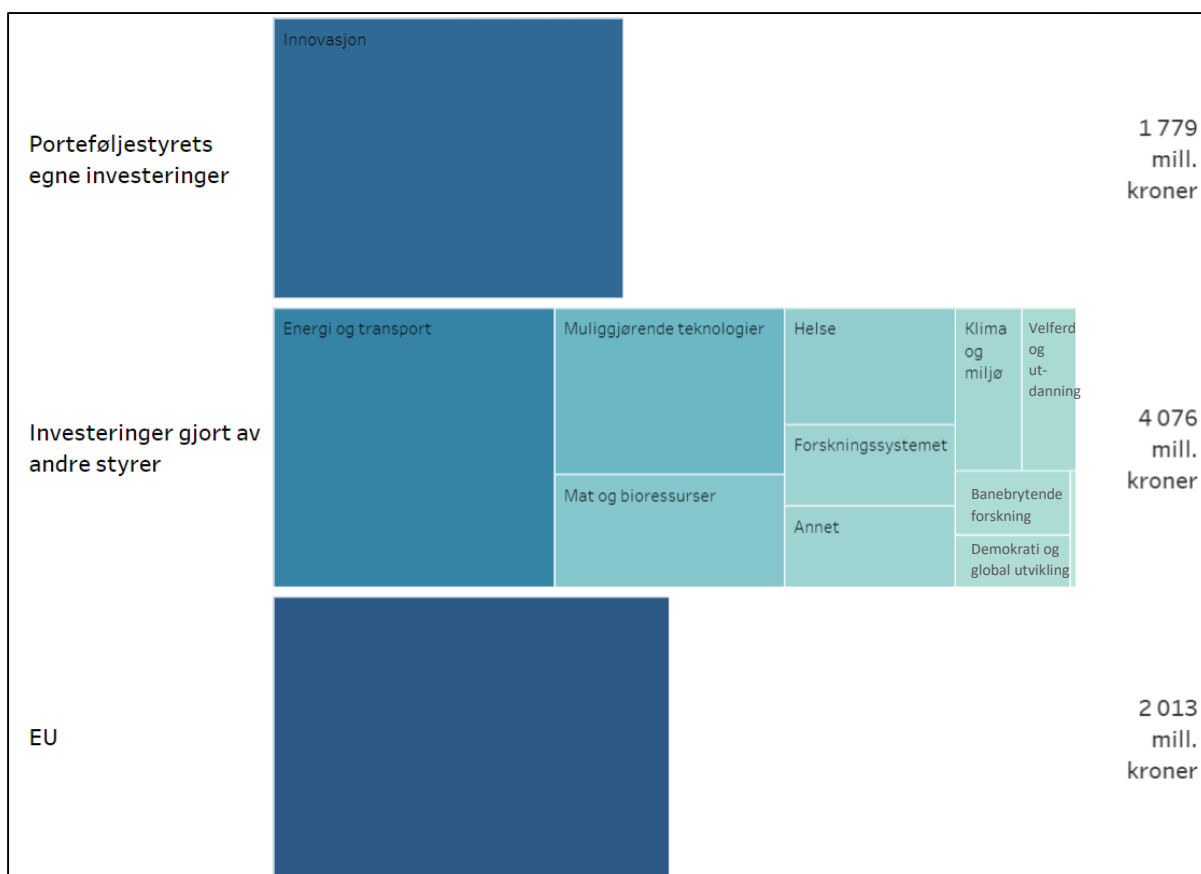 Innovasjon
Porteføljestyrets
egne investeringer
1 779
mill.
kroner
Energi og transport
Muliggjørende teknologier
Helse
Klima
og
miljø
Velferd
og
ut-
danning
Forskningssystemet
Mat og bioressurser
Annet
Banebrytende
forskning
Demokrati og
global utvikling
Investeringer gjort av
andre styrer
4 076
mill.
kroner
EU
2 013
mill.
kroner